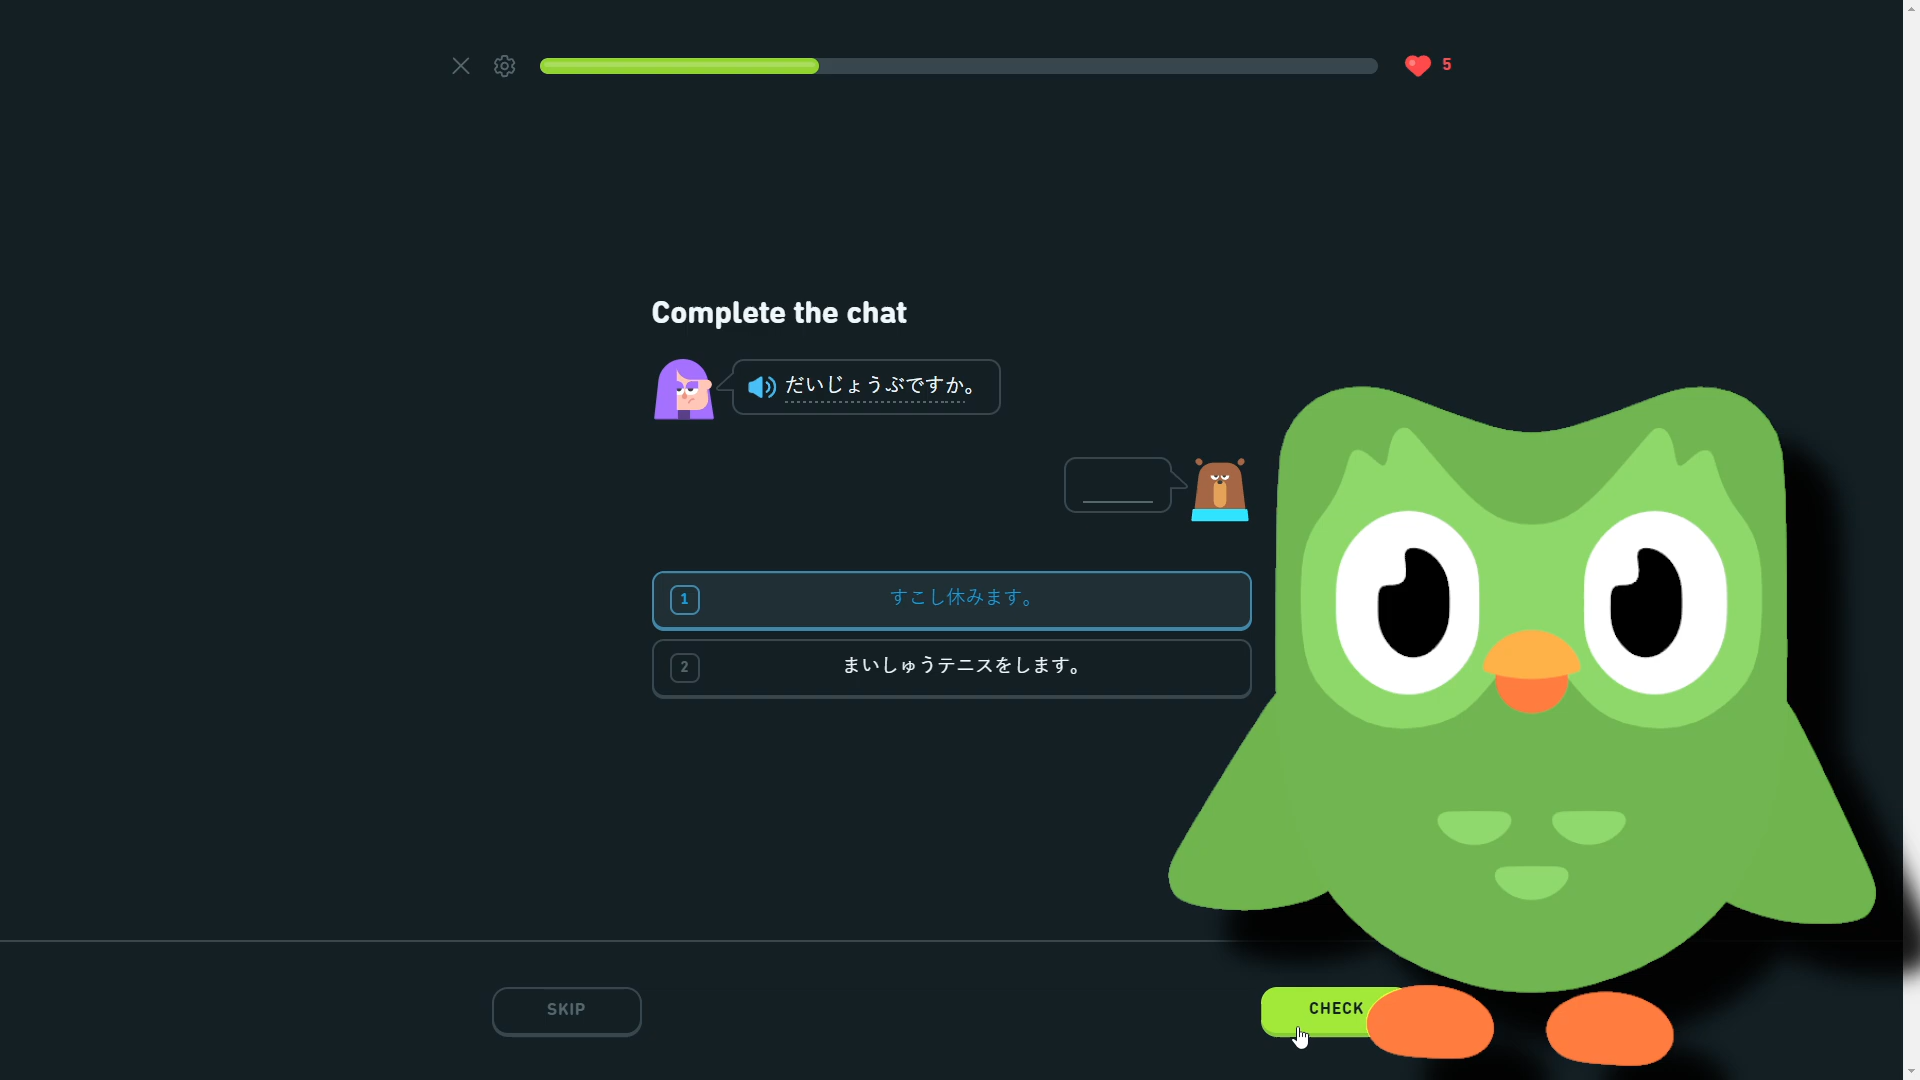 5
Complete the chat
だいじょうぶですか。
1 すこし休みます。
2 まいしゅうテニスをします。
SKIP
CHECK